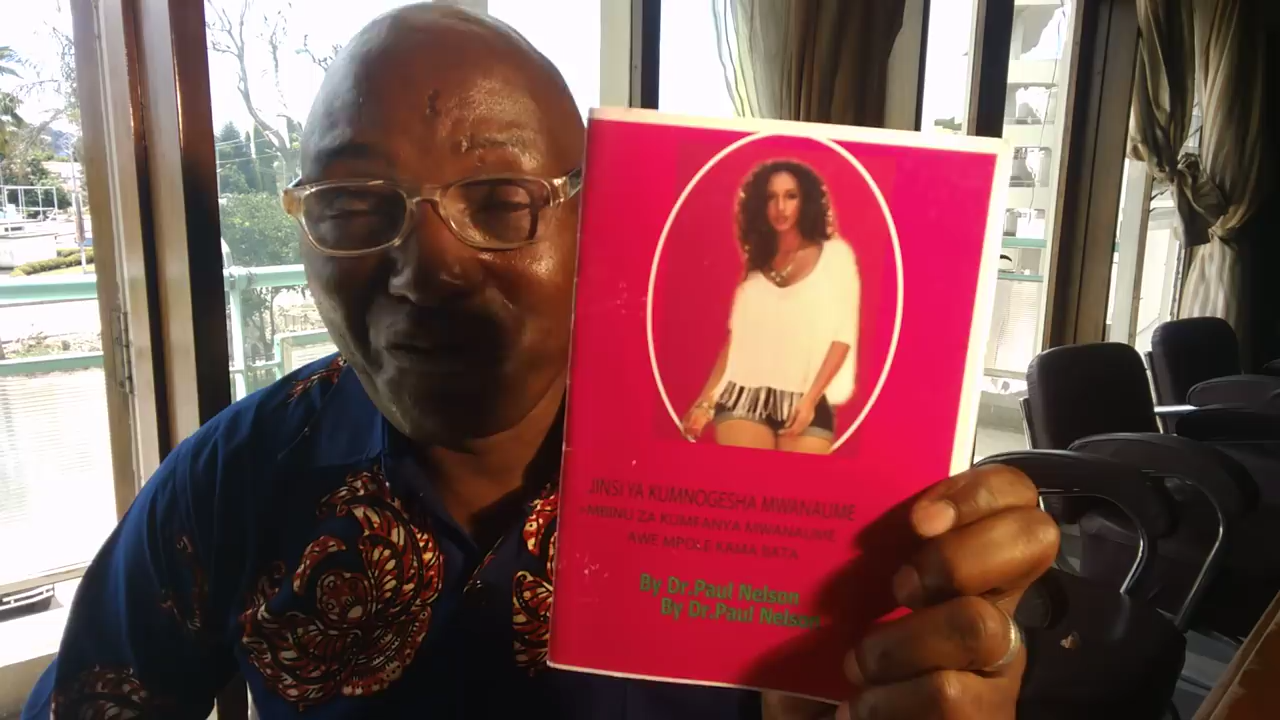 JINSI YA KUMNOGESHA MWANAUME
=MBINU ZA KUMFANYA MWANAUME
AWE MPOLE KAMA BATA
By Dr.Paul Nelson
By Dr.Paul Nelson